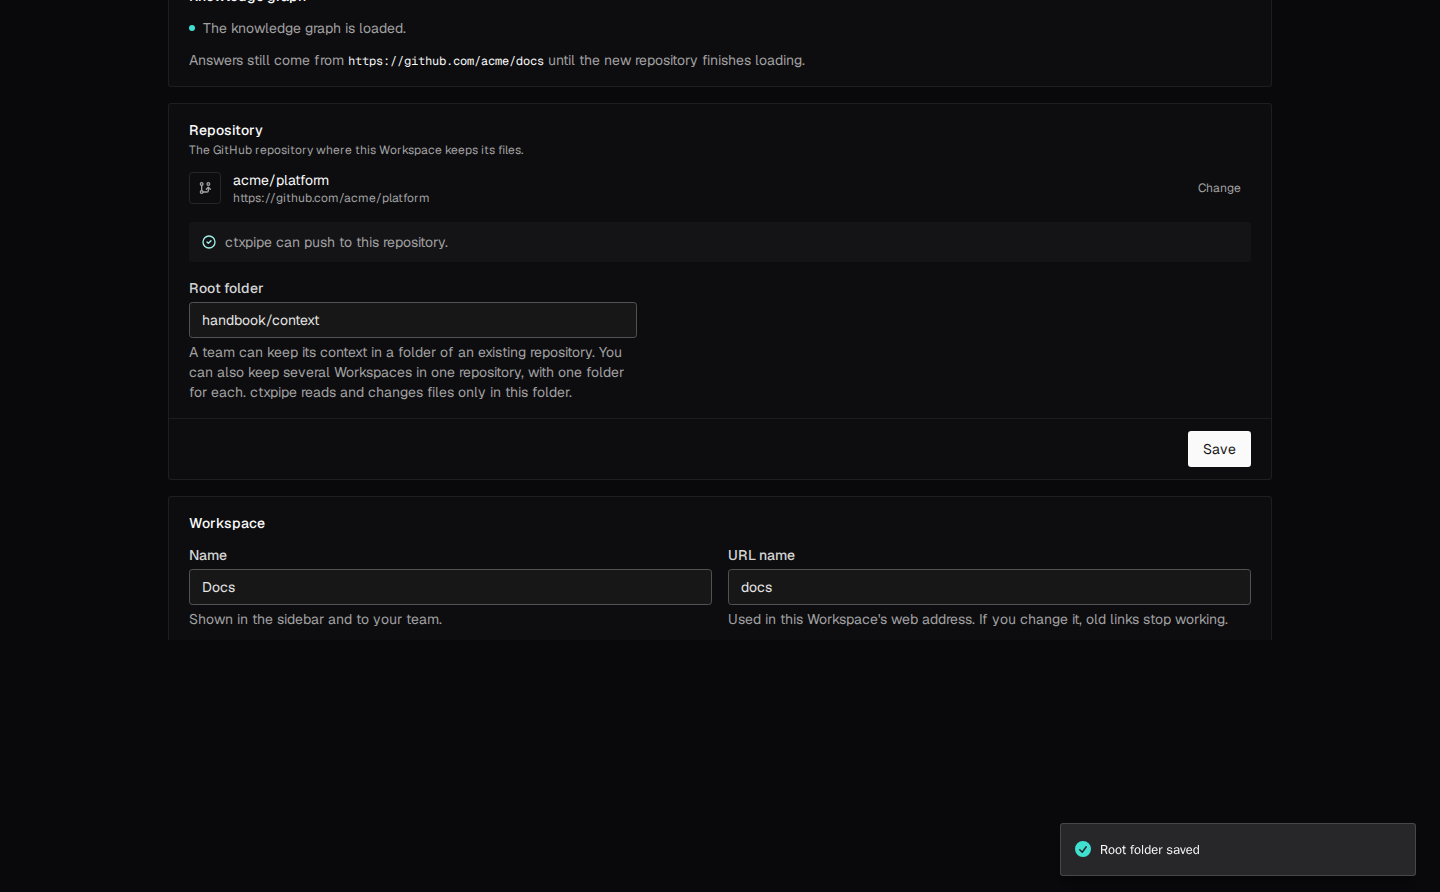 Knowledge graph
The knowledge graph is loaded.
Answers still come from https://github.com/acme/docs until the new repository finishes loading.
Repository
The GitHub repository where this Workspace keeps its files.
acme/platform
https://github.com/acme/platform
Change
ctxpipe can push to this repository.
Root folder
handbook/context
A team can keep its context in a folder of an existing repository. You
can also keep several Workspaces in one repository, with one folder
for each. ctxpipe reads and changes files only in this folder.
Save
Workspace
Name
URL name
Docs
docs
Shown in the sidebar and to your team.
Used in this Workspace's web address. If you change it, old links stop working.
Root folder saved